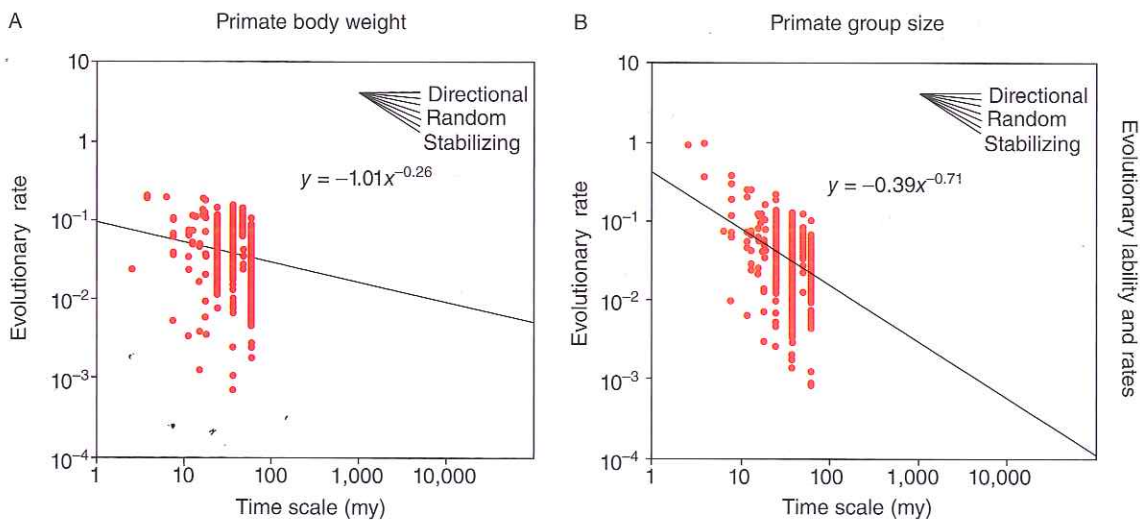 A
Primate body weight
Evolutionary rate
10
1
10⁻¹
10⁻²
10⁻³
10⁻⁴
Directional
Random
Stabilizing
y = −1.01x⁻⁰·²⁶
1
10
100
1,000
10,000
Time scale (my)
B
Primate group size
Evolutionary rate
10
1
10⁻¹
10⁻²
10⁻³
10⁻⁴
Directional
Random
Stabilizing
y = −0.39x⁻⁰·⁷¹
1
10
100
1,000
10,000
Time scale (my)
Evolutionary lability and rates